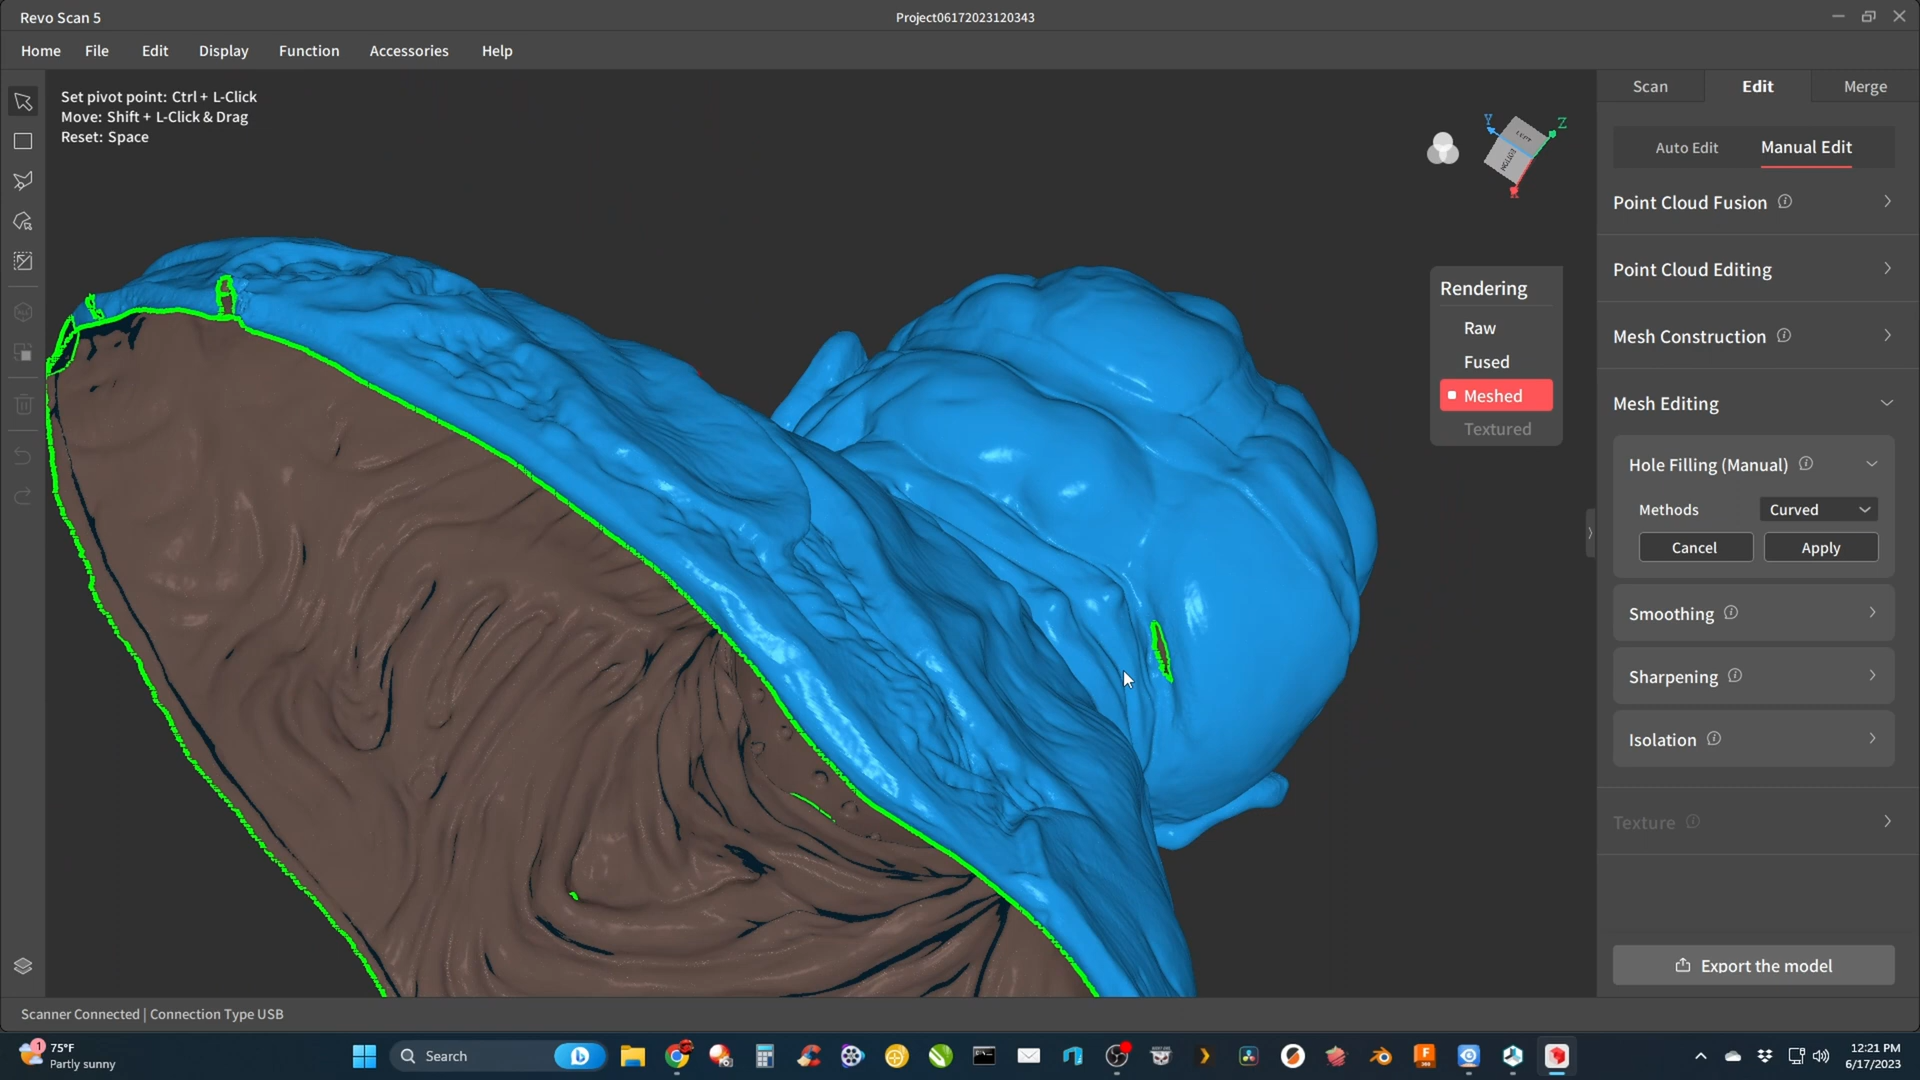 Revo Scan 5
Project06172023120343
Home File Edit Display Function Accessories Help
Set pivot point: Ctrl + L-Click
Move: Shift + L-Click & Drag
Reset: Space
Y
Z
X
LEFT
BOTTOM
Scan Edit Merge
Auto Edit Manual Edit
Point Cloud Fusion
Point Cloud Editing
Rendering
Raw
Fused
Meshed
Textured
Mesh Construction
Mesh Editing
Hole Filling (Manual)
Methods Curved
Cancel Apply
Smoothing
Sharpening
Isolation
Texture
Export the model
Scanner Connected | Connection Type USB
1
75°F
Partly sunny
Search
12:21 PM
6/17/2023